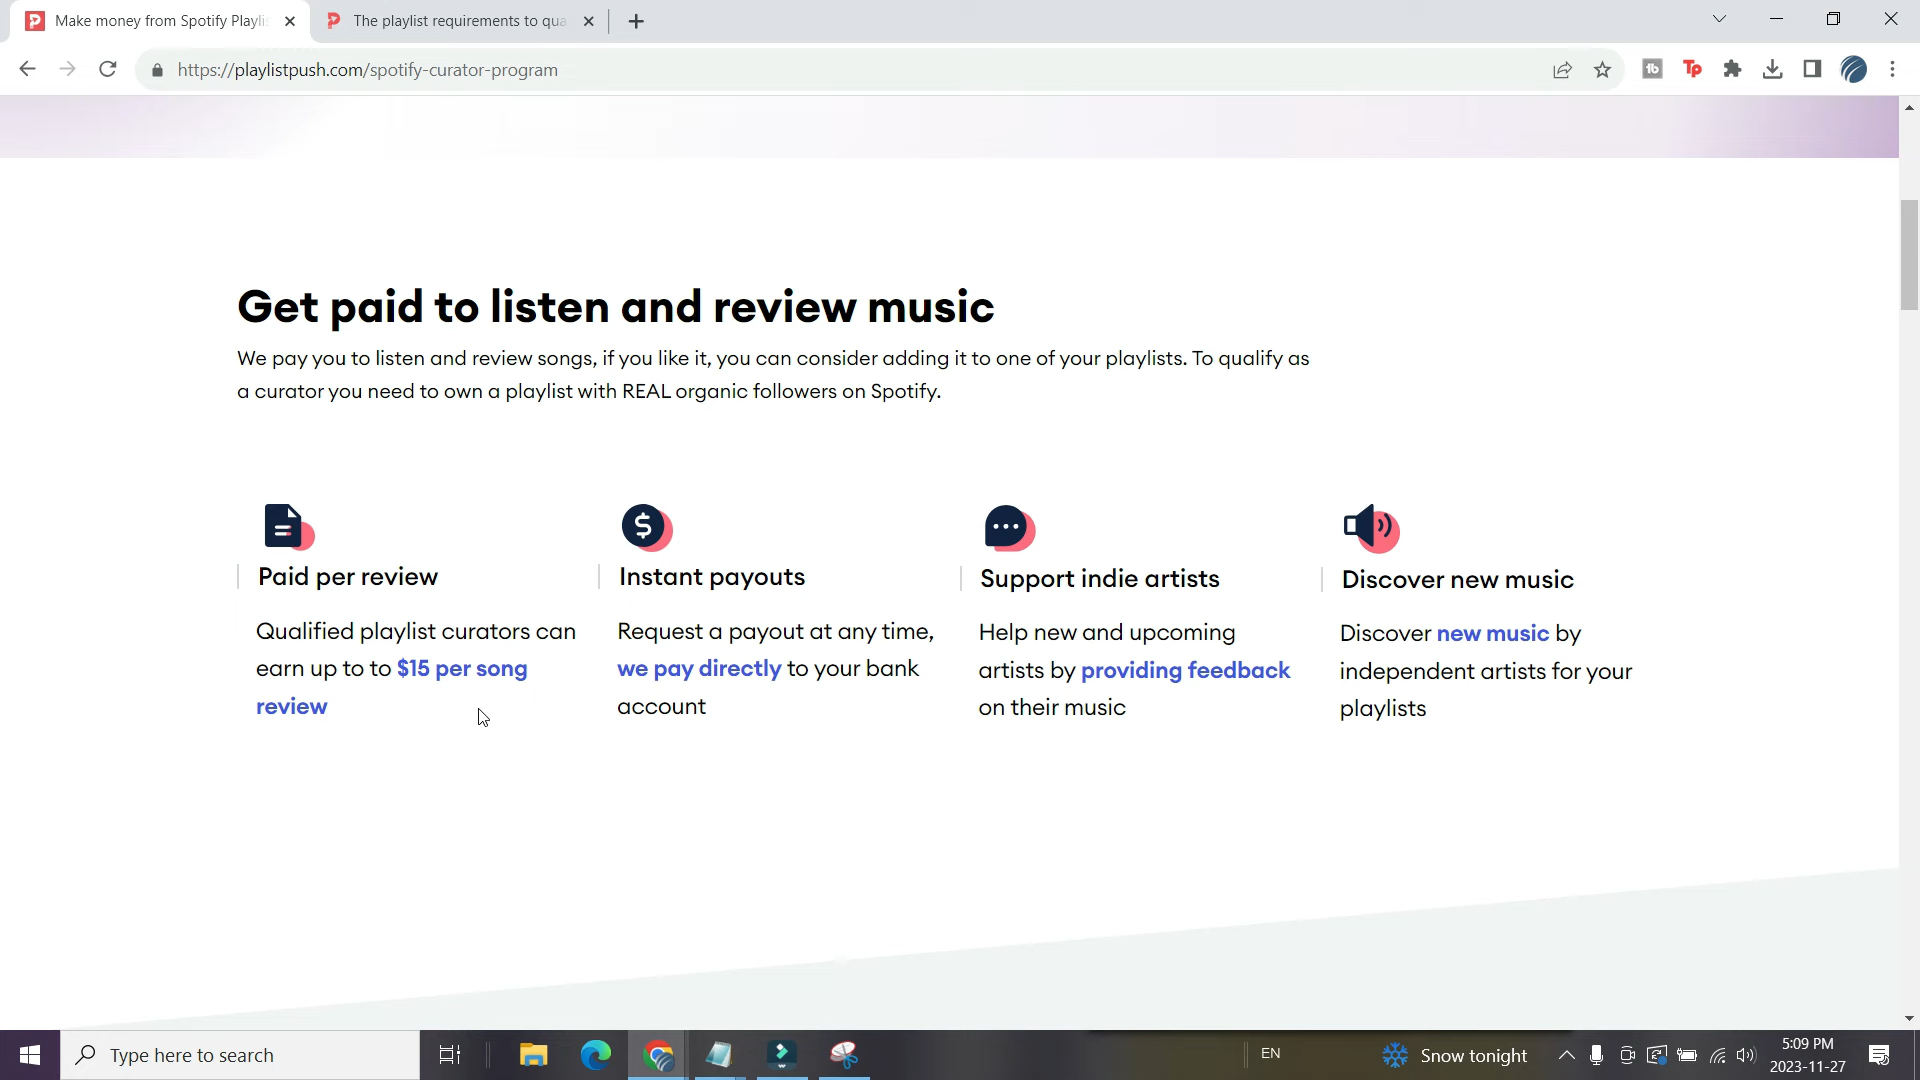 Make money from Spotify Playli
The playlist requirements to qua
https://playlistpush.com/spotify-curator-program
Get paid to listen and review music
We pay you to listen and review songs, if you like it, you can consider adding it to one of your playlists. To qualify as
a curator you need to own a playlist with REAL organic followers on Spotify.
Paid per review
Qualified playlist curators can
earn up to to $15 per song
review
Instant payouts
Request a payout at any time,
we pay directly to your bank
account
Support indie artists
Help new and upcoming
artists by providing feedback
on their music
Discover new music
Discover new music by
independent artists for your
playlists
Type here to search
EN
Snow tonight
5:09 PM
2023-11-27